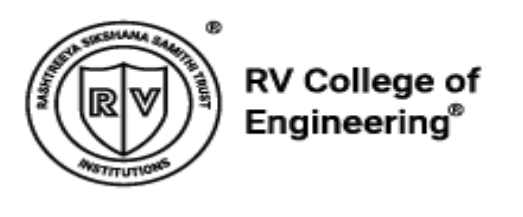 RASHTREEYA SIKSHANA SAMITHI TRUST
®
RV
INSTITUTIONS
RV College of
Engineering®